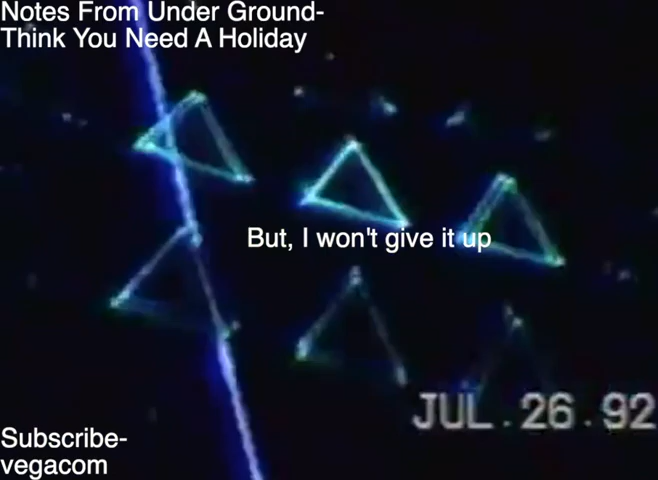 Notes From Under Ground-
Think You Need A Holiday
But, I won't give it up
JUL. 26. 92
Subscribe-
vegacom